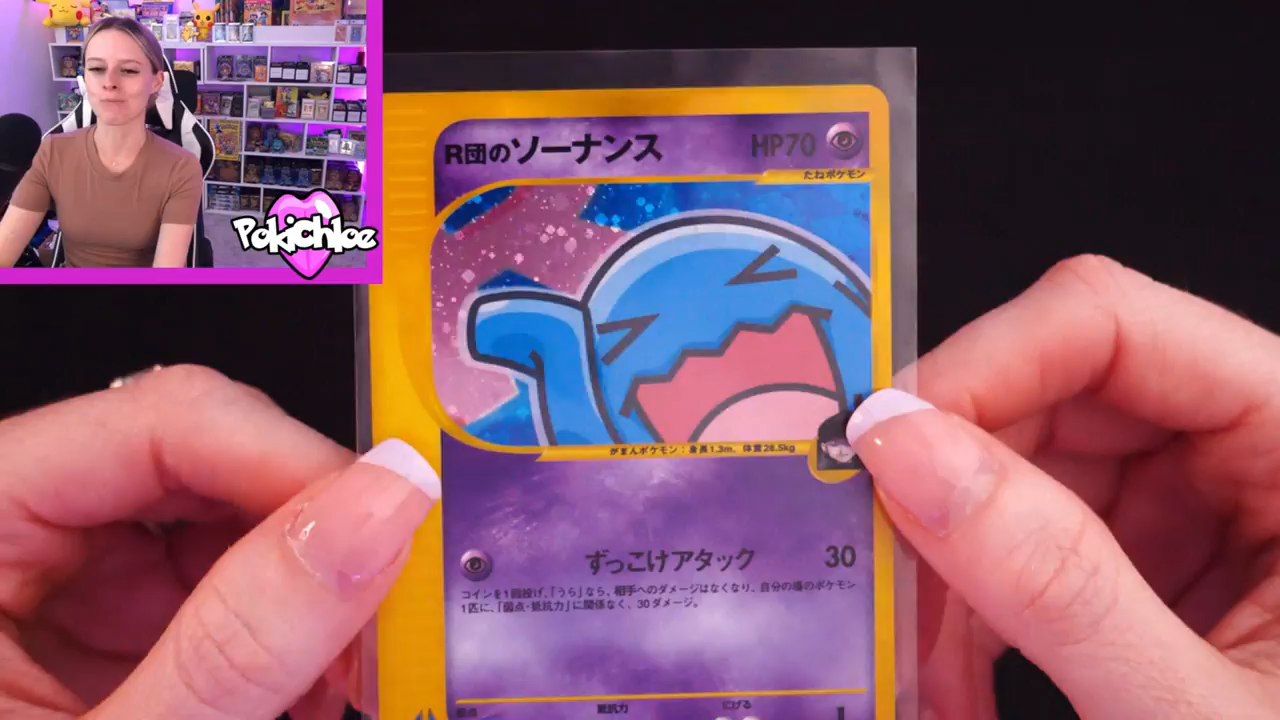 PokiChloe
R団のソーナンス HP70
たねポケモン
がまんポケモン：身長1.3m、体重28.5kg
ずっこけアタック 30
コインを1回投げ、「うら」なら、相手へのダメージはなくなり、自分の場のポケモン
1匹に、「弱点・抵抗力」に関係なく、30ダメージ。
弱点 抵抗力 にげる
1